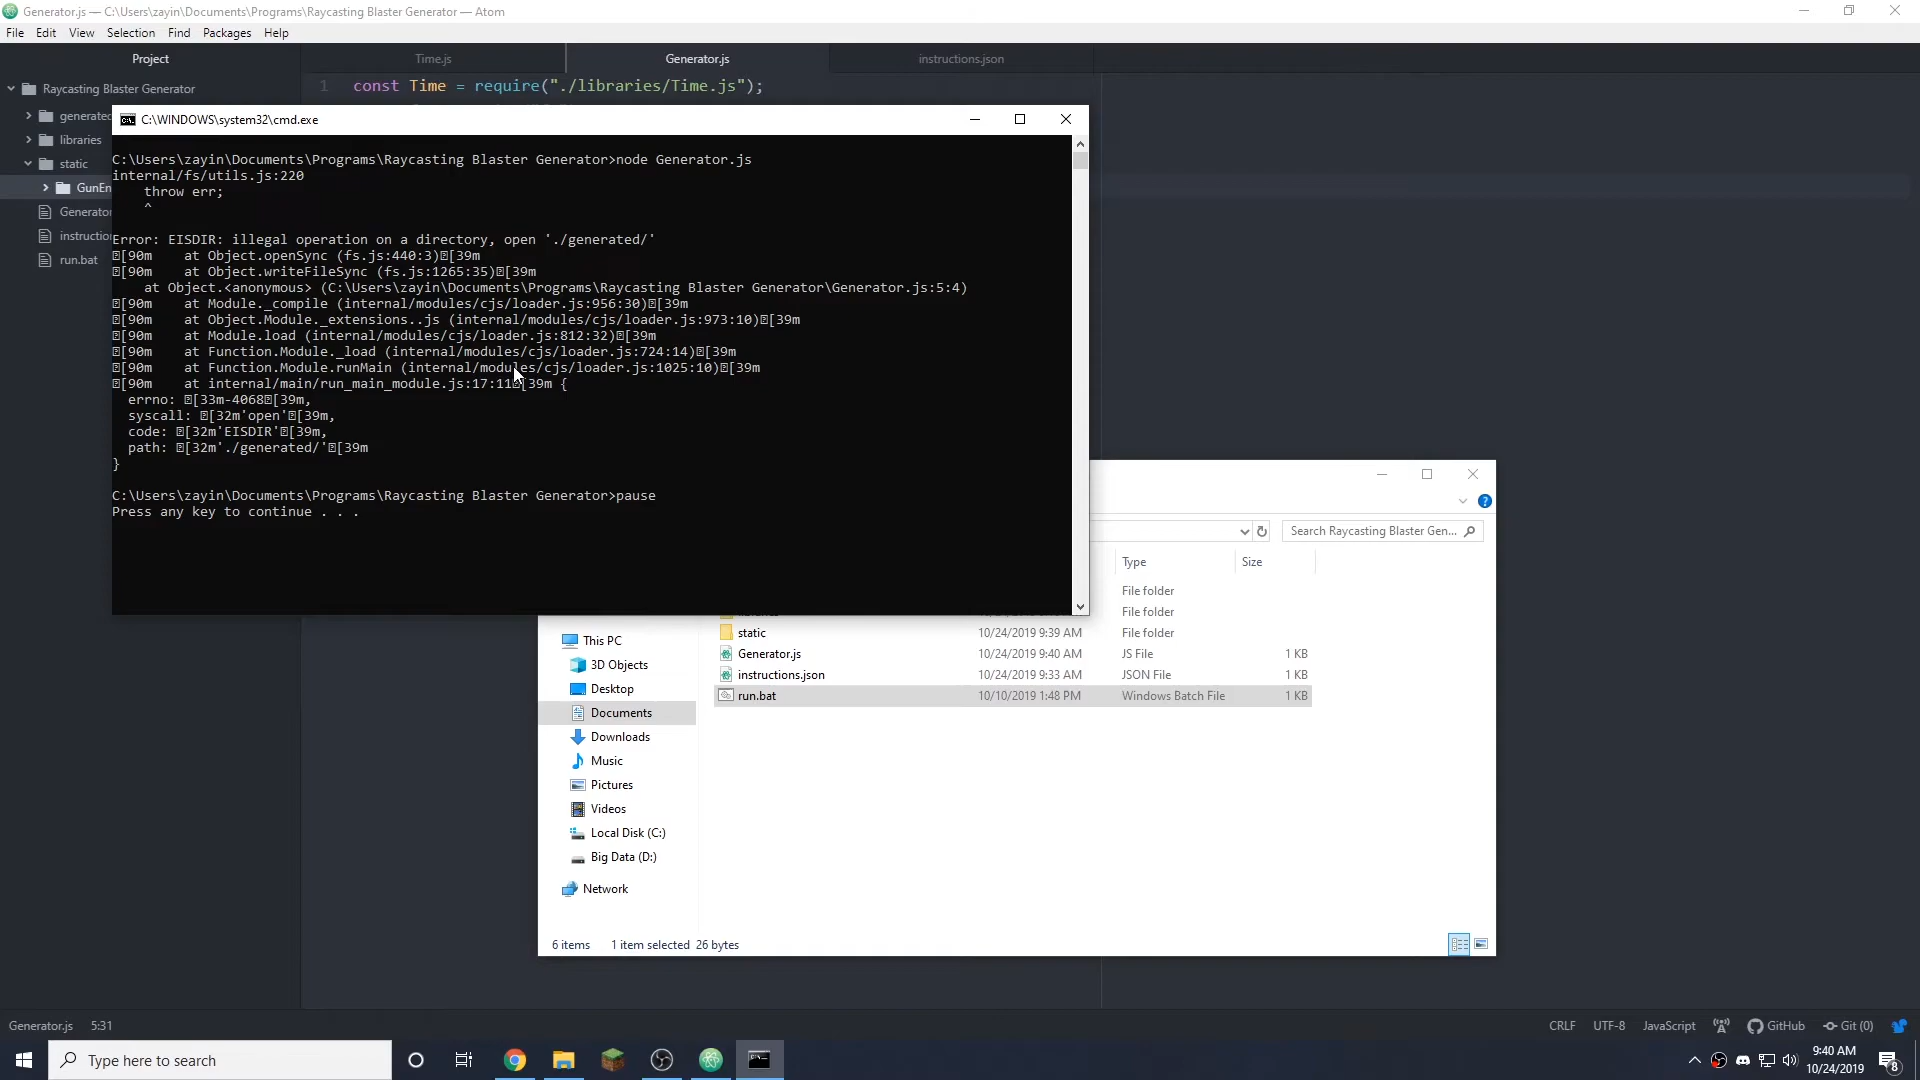 Generator.js — C:\Users\zayin\Documents\Programs\Raycasting Blaster Generator — Atom
File Edit View Selection Find Packages Help
Project
Time.js
Generator.js
instructions.json
Raycasting Blaster Generator
generated
libraries
static
GunEn
Generator
instruction
run.bat
1 const Time = require("./libraries/Time.js");
C:\WINDOWS\system32\cmd.exe
C:\Users\zayin\Documents\Programs\Raycasting Blaster Generator>node Generator.js
internal/fs/utils.js:220
throw err;
^
Error: EISDIR: illegal operation on a directory, open './generated/'
[90m    at Object.openSync (fs.js:440:3)[39m
[90m    at Object.writeFileSync (fs.js:1265:35)[39m
at Object.<anonymous> (C:\Users\zayin\Documents\Programs\Raycasting Blaster Generator\Generator.js:5:4)
[90m    at Module._compile (internal/modules/cjs/loader.js:956:30)[39m
[90m    at Object.Module._extensions..js (internal/modules/cjs/loader.js:973:10)[39m
[90m    at Module.load (internal/modules/cjs/loader.js:812:32)[39m
[90m    at Function.Module._load (internal/modules/cjs/loader.js:724:14)[39m
[90m    at Function.Module.runMain (internal/modules/cjs/loader.js:1025:10)[39m
[90m    at internal/main/run_main_module.js:17:11[39m {
errno: [33m-4068[39m,
syscall: [32m'open'[39m,
code: [32m'EISDIR'[39m,
path: [32m'./generated/'[39m
}
C:\Users\zayin\Documents\Programs\Raycasting Blaster Generator>pause
Press any key to continue . . .
Search Raycasting Blaster Gen...
Type Size
File folder
File folder
static 10/24/2019 9:39 AM File folder
Generator.js 10/24/2019 9:40 AM JS File 1 KB
instructions.json 10/24/2019 9:33 AM JSON File 1 KB
run.bat 10/10/2019 1:48 PM Windows Batch File 1 KB
This PC
3D Objects
Desktop
Documents
Downloads
Music
Pictures
Videos
Local Disk (C:)
Big Data (D:)
Network
6 items 1 item selected 26 bytes
Generator.js 5:31
CRLF UTF-8 JavaScript GitHub Git (0)
Type here to search
9:40 AM
10/24/2019
8